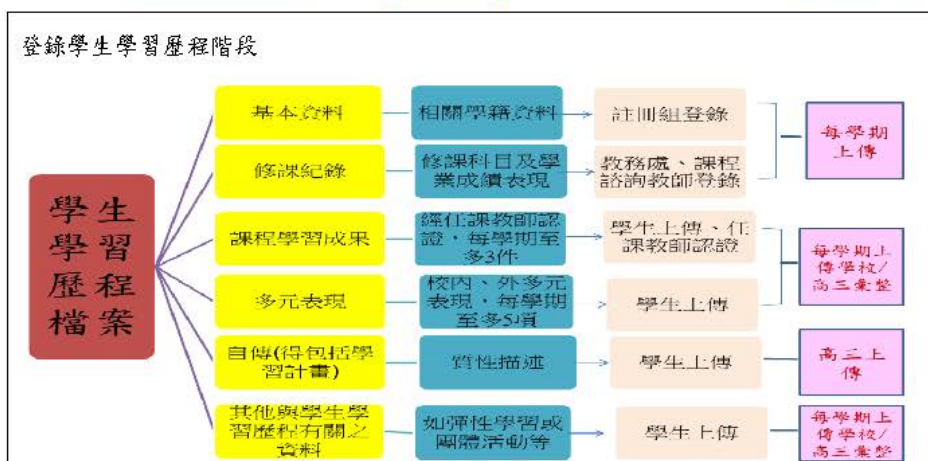 登錄學生學習歷程階段
學生
學習
歷程
檔案
基本資料
相關學籍資料
註冊組登錄
每學期
上傳
修課紀錄
修課科目及學
業成績表現
教務處、課程
諮詢教師登錄
課程學習成果
經任課教師認
證，每學期至
多3件
學生上傳、任
課教師認證
每學期上
傳學校/
高三彙整
多元表現
校內、外多元
表現，每學期
至多5項
學生上傳
自傳(得包括學
習計畫)
質性描述
學生上傳
高三上
傳
其他與學生學
習歷程有關之
資料
如彈性學習或
團體活動等
學生上傳
每學期上
傳學校/
高三彙整